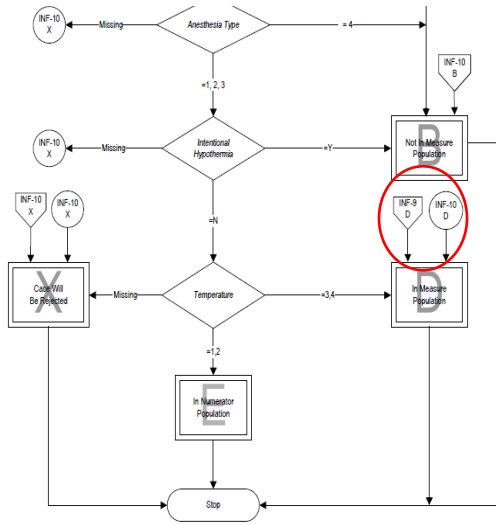 INF-10
X
Missing
Anesthesia Type
= 4
=1, 2, 3
INF-10
B
INF-10
X
Missing
Intentional
Hypothermia
=Y
B
Not In Measure
Population
=N
INF-10
X
INF-10
X
INF-9
D
INF-10
D
X
Case Will
Be Rejected
Missing
Temperature
=3,4
D
In Measure
Population
=1,2
E
In Numerator
Population
Stop